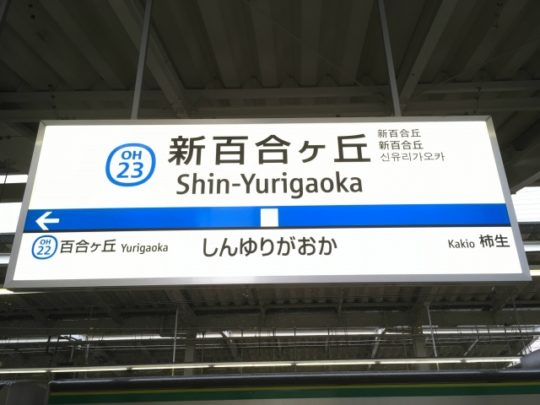 OH
23
新百合ヶ丘
Shin-Yurigaoka
新百合丘
新百合丘
신유리가오카
OH
22
百合ヶ丘 Yurigaoka
しんゆりがおか
Kakio 柿生